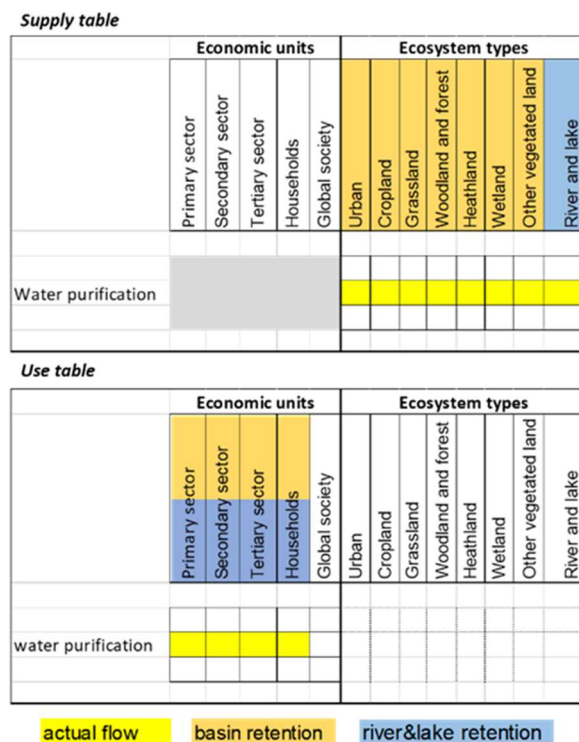 Supply table
Economic units Ecosystem types
Primary sector
Secondary sector
Tertiary sector
Households
Global society
Urban
Cropland
Grassland
Woodland and forest
Heathland
Wetland
Other vegetated land
River and lake
Water purification
Use table
Economic units Ecosystem types
Primary sector
Secondary sector
Tertiary sector
Households
Global society
Urban
Cropland
Grassland
Woodland and forest
Heathland
Wetland
Other vegetated land
River and lake
water purification
actual flow basin retention river&lake retention